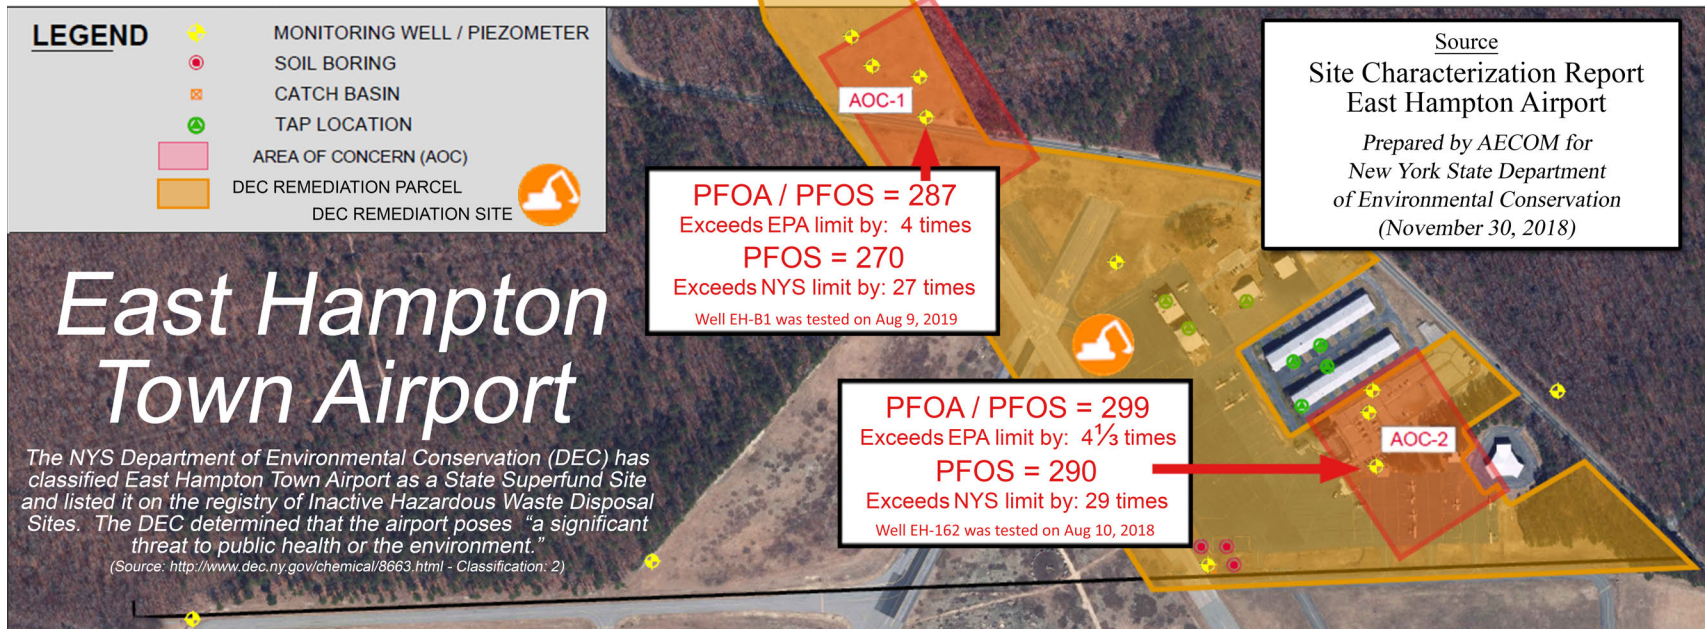 LEGEND
MONITORING WELL / PIEZOMETER
SOIL BORING
CATCH BASIN
TAP LOCATION
AREA OF CONCERN (AOC)
DEC REMEDIATION PARCEL
DEC REMEDIATION SITE
East Hampton
Town Airport
The NYS Department of Environmental Conservation (DEC) has
classified East Hampton Town Airport as a State Superfund Site
and listed it on the registry of Inactive Hazardous Waste Disposal
Sites. The DEC determined that the airport poses “a significant
threat to public health or the environment.”
(Source: http://www.dec.ny.gov/chemical/8663.html - Classification: 2)
AOC-1
PFOA / PFOS = 287
Exceeds EPA limit by: 4 times
PFOS = 270
Exceeds NYS limit by: 27 times
Well EH-B1 was tested on Aug 9, 2019
Source
Site Characterization Report
East Hampton Airport
Prepared by AECOM for
New York State Department
of Environmental Conservation
(November 30, 2018)
PFOA / PFOS = 299
Exceeds EPA limit by: 4⅓ times
PFOS = 290
Exceeds NYS limit by: 29 times
Well EH-162 was tested on Aug 10, 2018
AOC-2